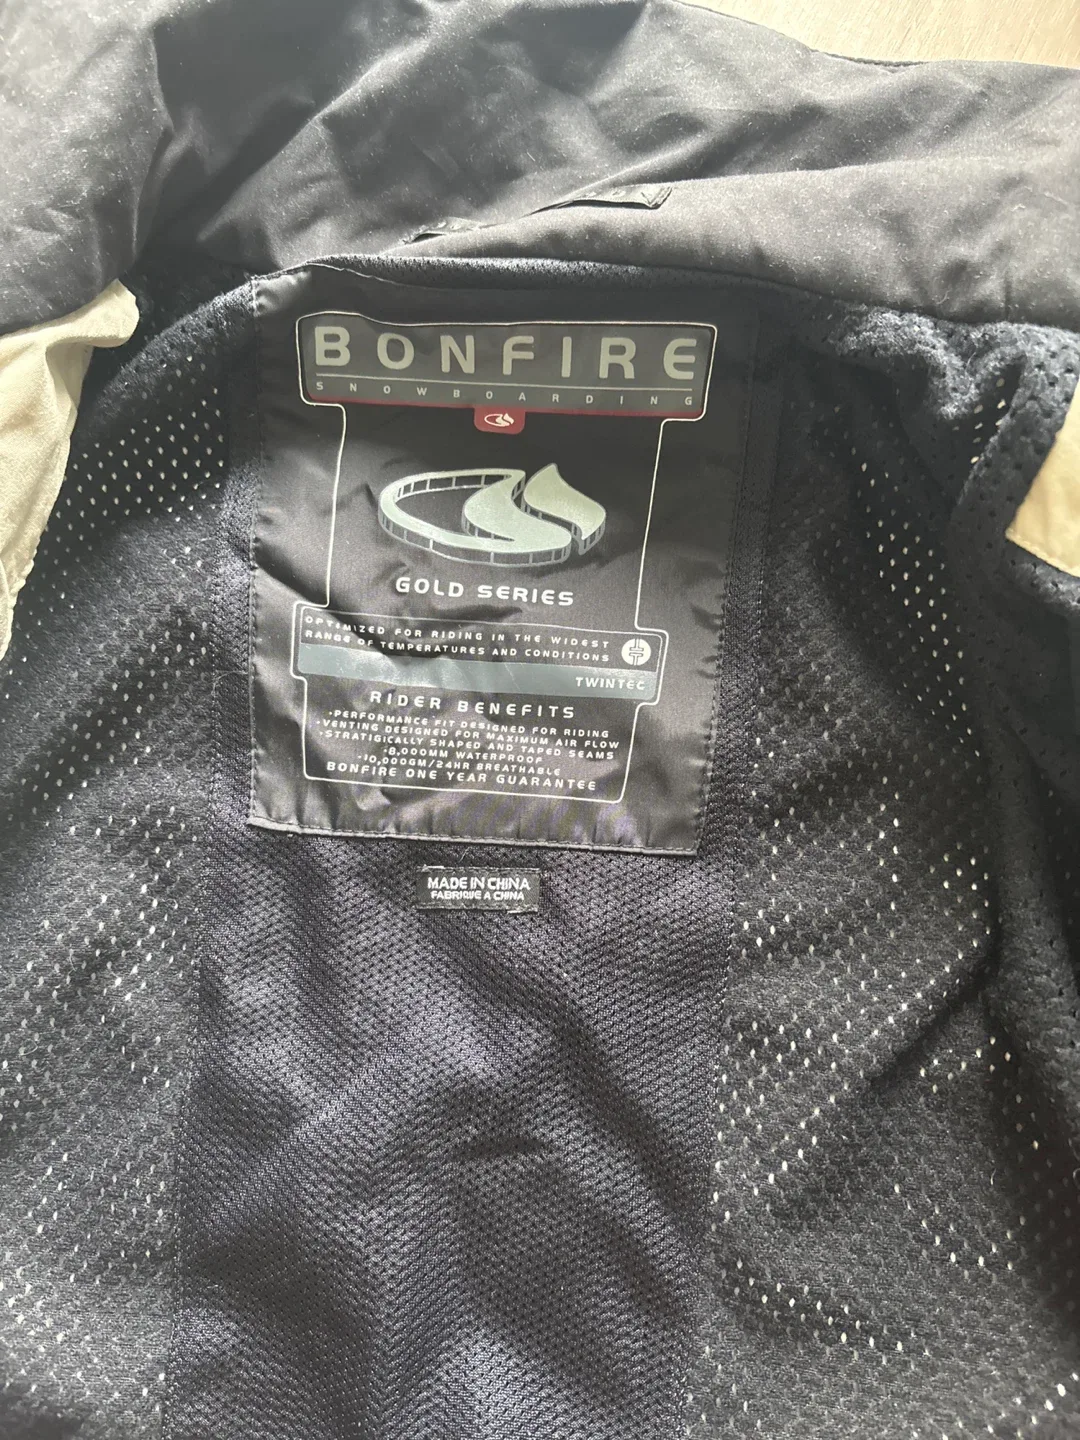 BONFIRE
SNOWBOARDING
GOLD SERIES
OPTIMIZED FOR RIDING IN THE WIDEST
RANGE OF TEMPERATURES AND CONDITIONS
TWINTEC
RIDER BENEFITS
-PERFORMANCE FIT DESIGNED FOR RIDING
-VENTING DESIGNED FOR MAXIMUM AIR FLOW
-STRATIGICALLY SHAPED AND TAPED SEAMS
-8,000MM WATERPROOF
-10,000GM/24HR BREATHABLE
BONFIRE ONE YEAR GUARANTEE
MADE IN CHINA
FABRIQUE A CHINA